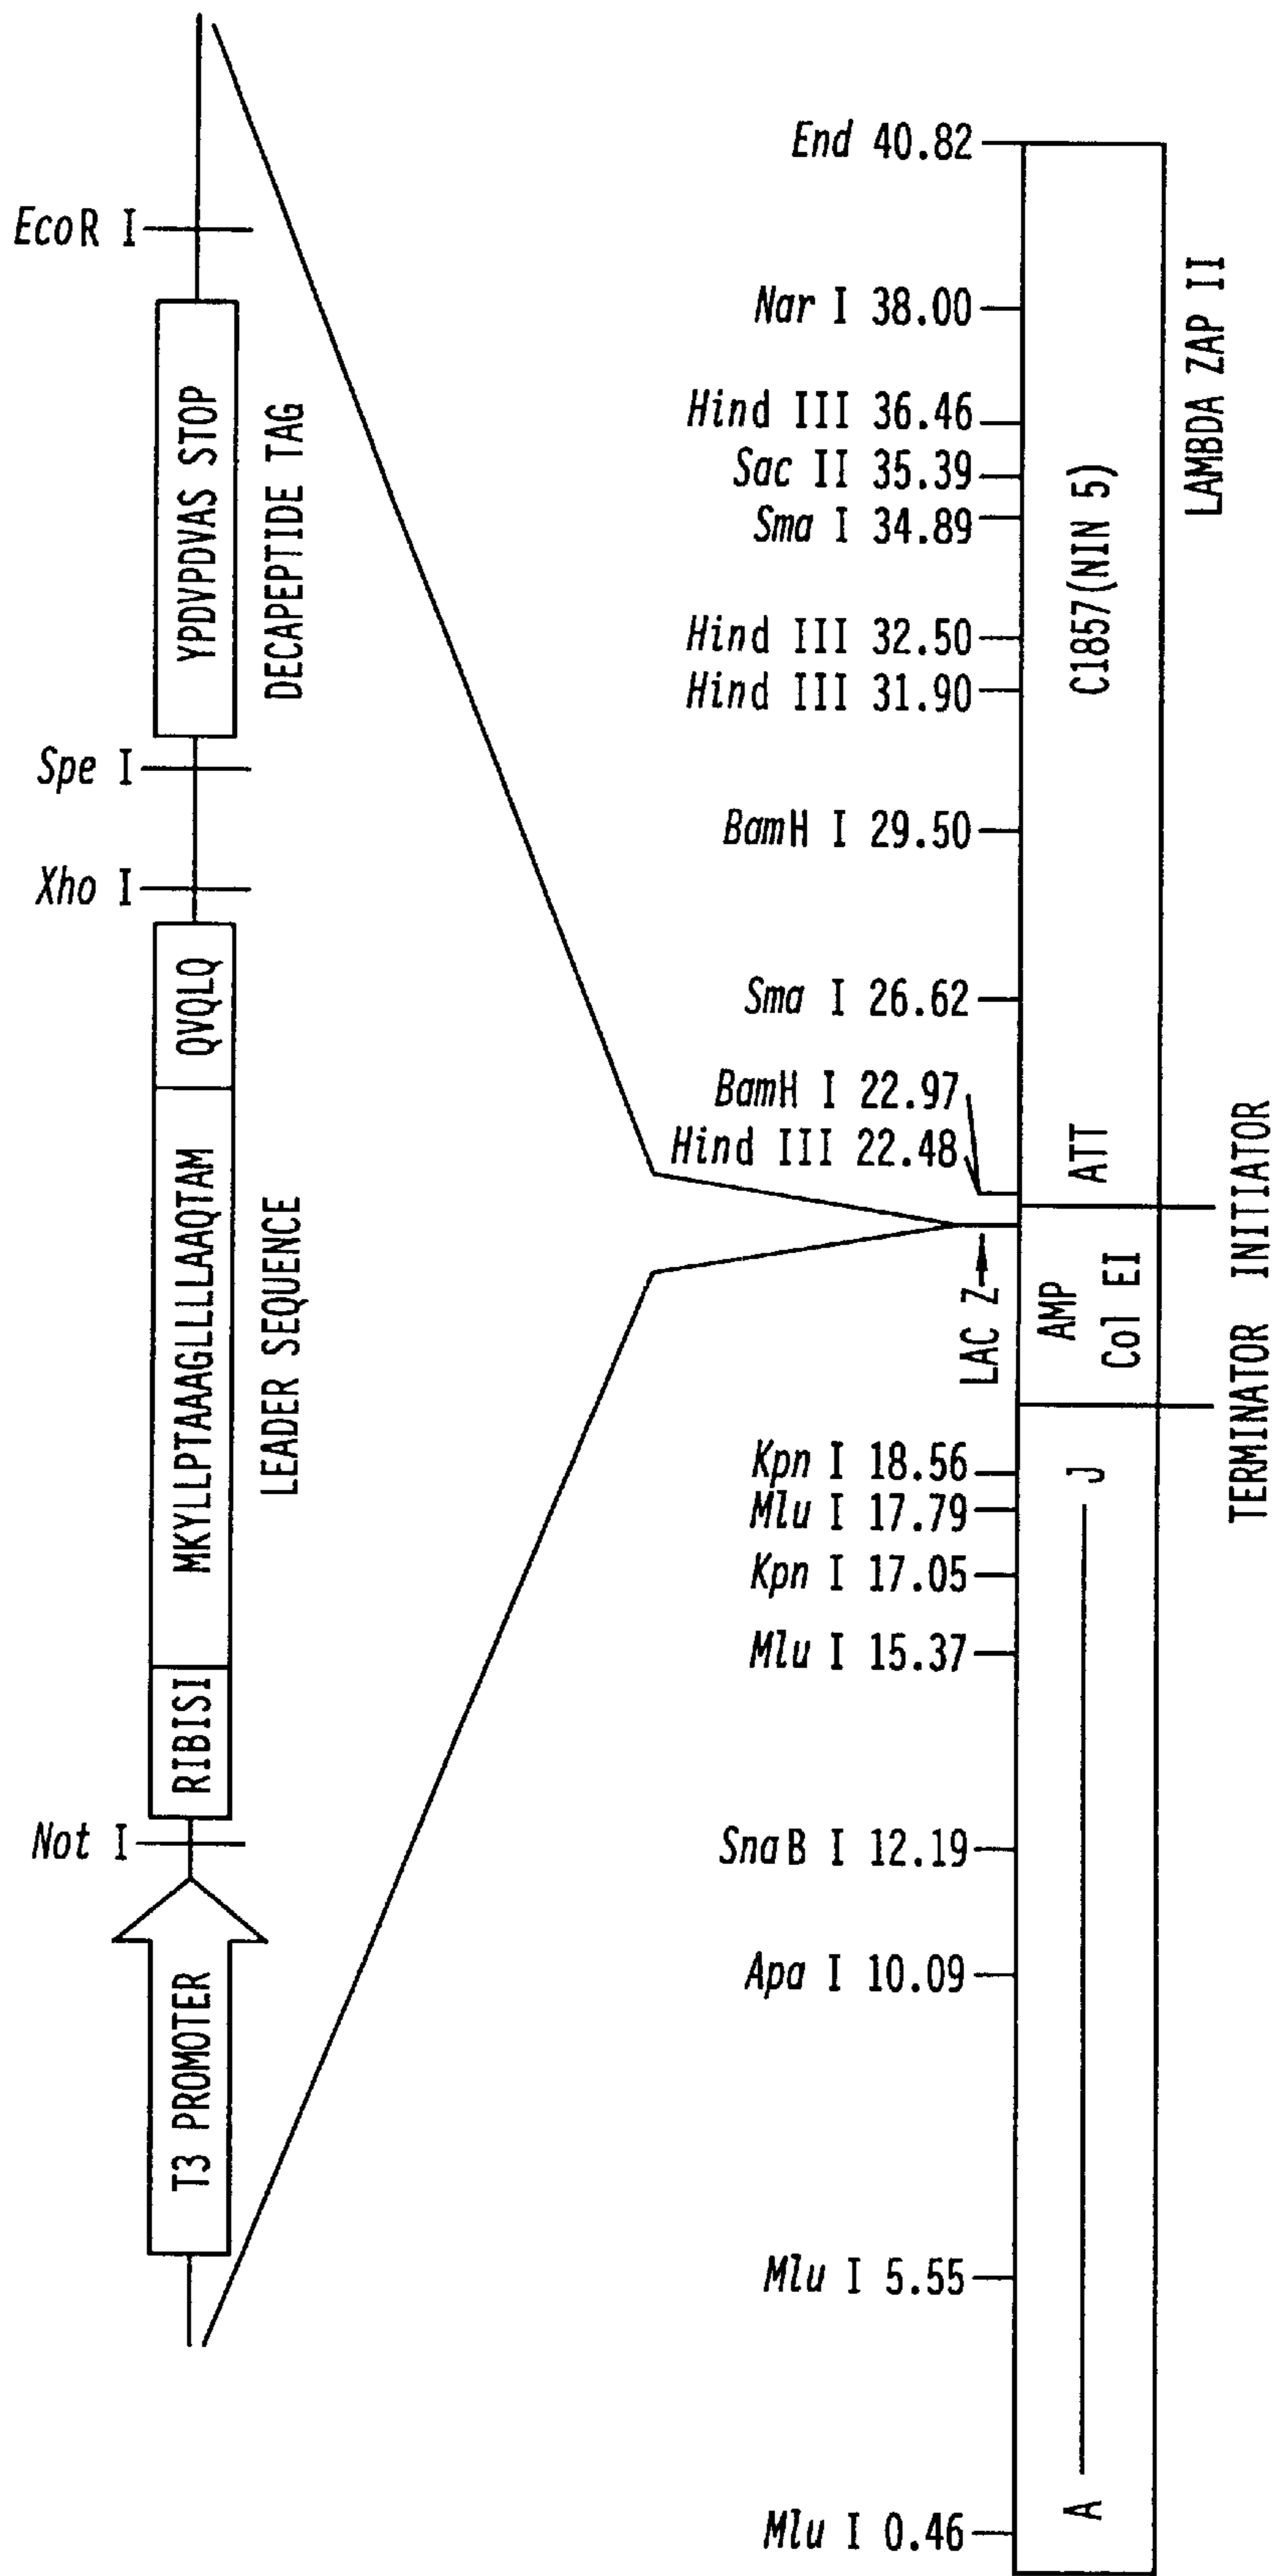 EcoR I
YPDVPDVAS STOP
DECAPEPTIDE TAG
Spe I
Xho I
QVQLQ
MKYLLPTAAAGLLLLAAQTAM
LEADER SEQUENCE
RIBISI
Not I
T3 PROMOTER
End 40.82
Nar I 38.00
Hind III 36.46
Sac II 35.39
Sma I 34.89
Hind III 32.50
Hind III 31.90
BamH I 29.50
Sma I 26.62
BamH I 22.97
Hind III 22.48
LAC Z
Kpn I 18.56
Mlu I 17.79
Kpn I 17.05
Mlu I 15.37
SnaB I 12.19
Apa I 10.09
Mlu I 5.55
Mlu I 0.46
C1857(NIN 5)
ATT
AMP
Col EI
J
A
LAMBDA ZAP II
TERMINATOR INITIATOR